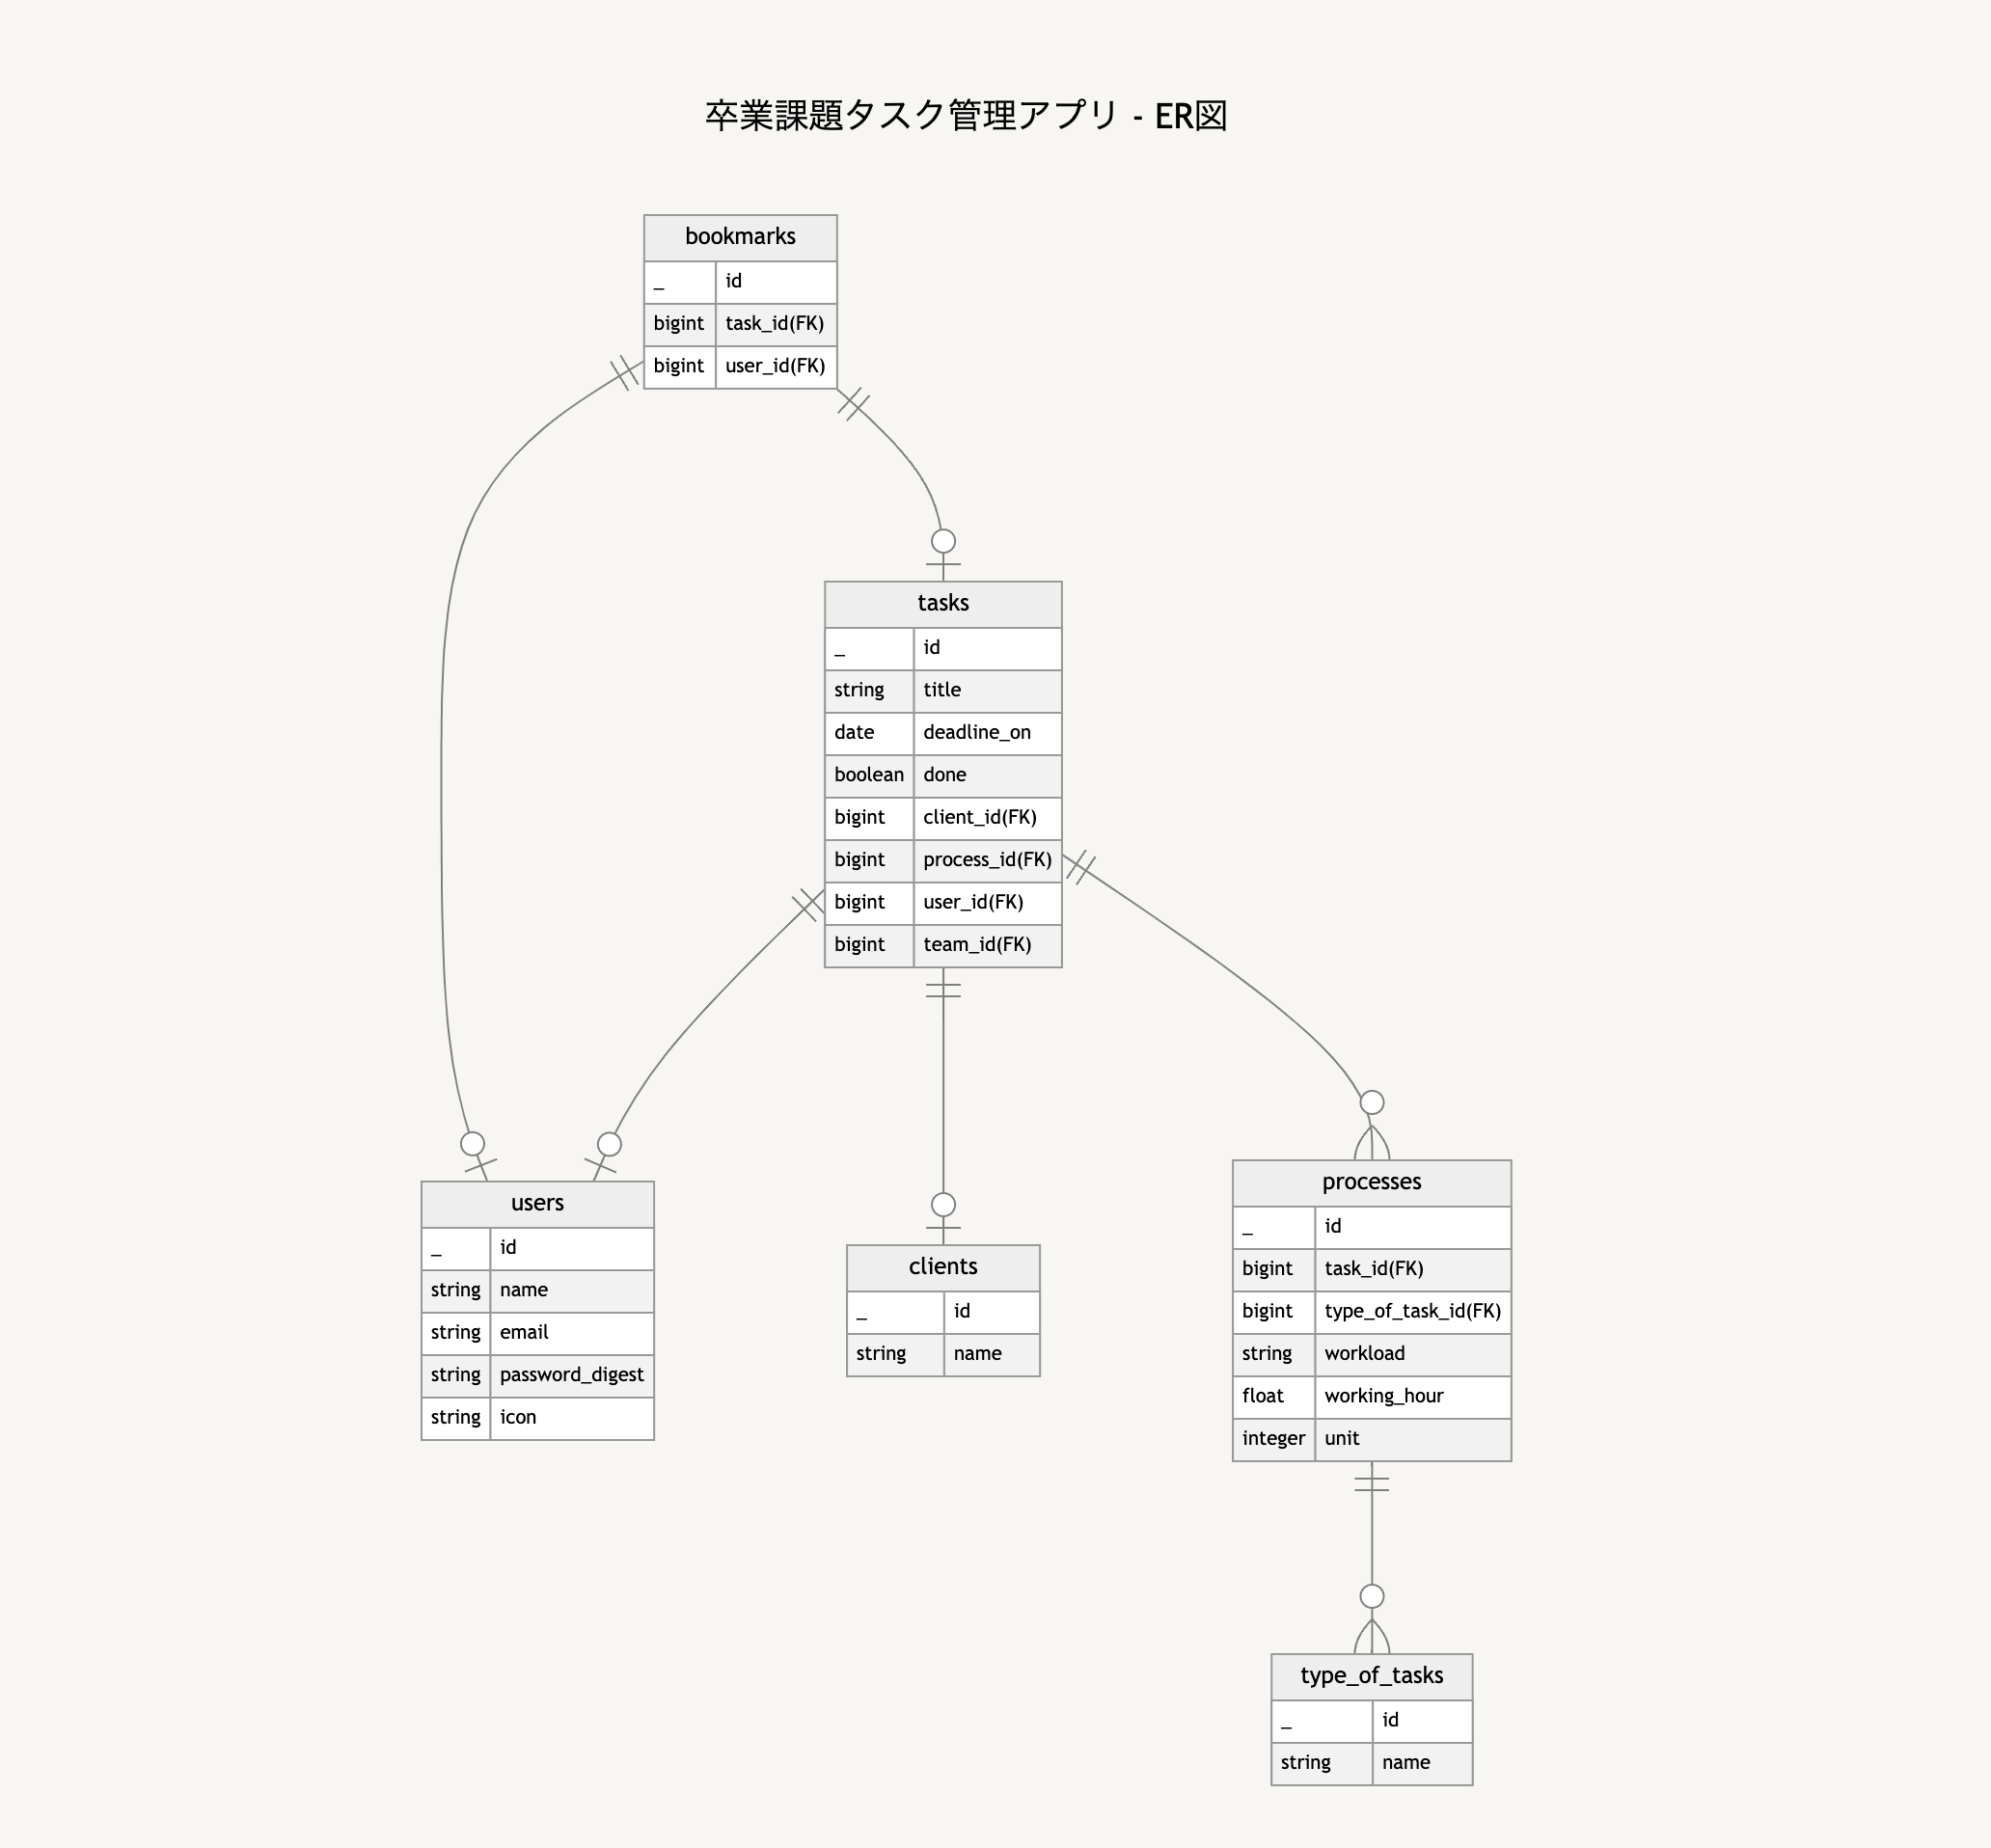 卒業課題タスク管理アプリ - ER図
bookmarks
_ id
bigint task_id(FK)
bigint user_id(FK)
tasks
_ id
string title
date deadline_on
boolean done
bigint client_id(FK)
bigint process_id(FK)
bigint user_id(FK)
bigint team_id(FK)
users
_ id
string name
string email
string password_digest
string icon
clients
_ id
string name
processes
_ id
bigint task_id(FK)
bigint type_of_task_id(FK)
string workload
float working_hour
integer unit
type_of_tasks
_ id
string name